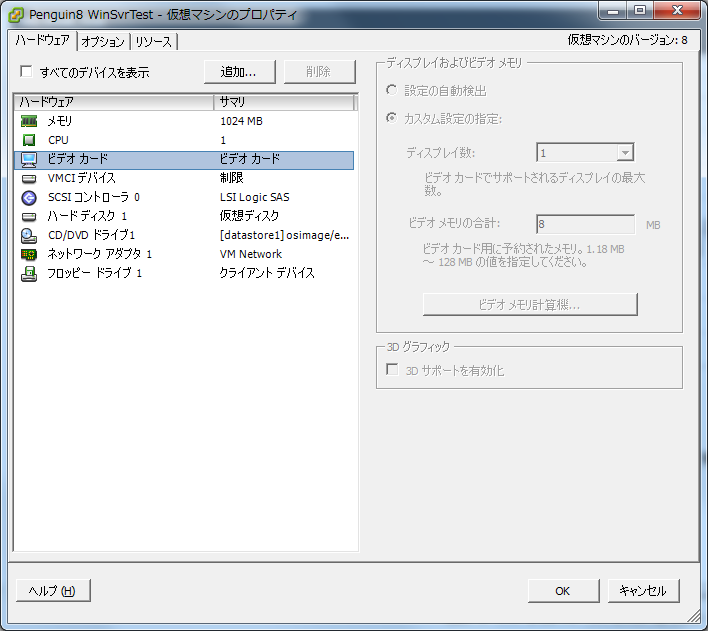 Penguin8 WinSvrTest - 仮想マシンのプロパティ
ハードウェア オプション リソース
仮想マシンのバージョン: 8
すべてのデバイスを表示
追加... 削除
ハードウェア サマリ
メモリ 1024 MB
CPU 1
ビデオ カード ビデオ カード
VMCI デバイス 制限
SCSI コントローラ 0 LSI Logic SAS
ハード ディスク 1 仮想ディスク
CD/DVD ドライブ1 [datastore1] osimage/e...
ネットワーク アダプタ 1 VM Network
フロッピー ドライブ 1 クライアント デバイス
ディスプレイおよびビデオ メモリ
設定の自動検出
カスタム設定の指定:
ディスプレイ数: 1
ビデオ カードでサポートされるディスプレイの最大
数。
ビデオ メモリの合計: 8 MB
ビデオ カード用に予約されたメモリ。1.18 MB
～ 128 MB の値を指定してください。
ビデオ メモリ計算機...
3D グラフィック
3D サポートを有効化
ヘルプ (H)
OK キャンセル